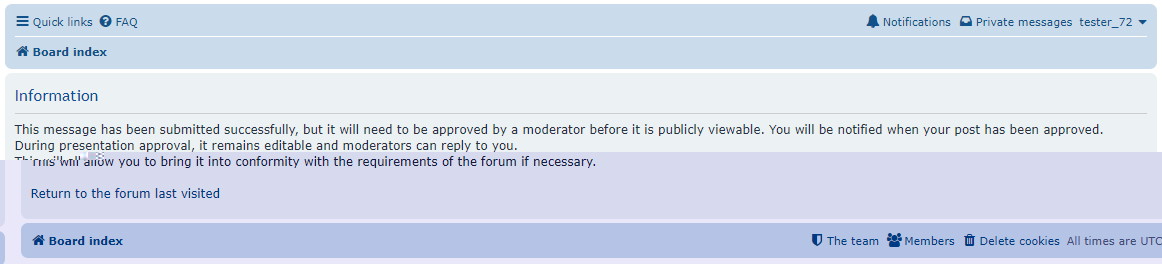 Quick links FAQ Notifications Private messages tester_72
Board index
Information
This message has been submitted successfully, but it will need to be approved by a moderator before it is publicly viewable. You will be notified when your post has been approved.
During presentation approval, it remains editable and moderators can reply to you.
This will allow you to bring it into conformity with the requirements of the forum if necessary.
Return to the forum last visited
Board index The team Members Delete cookies All times are UTC